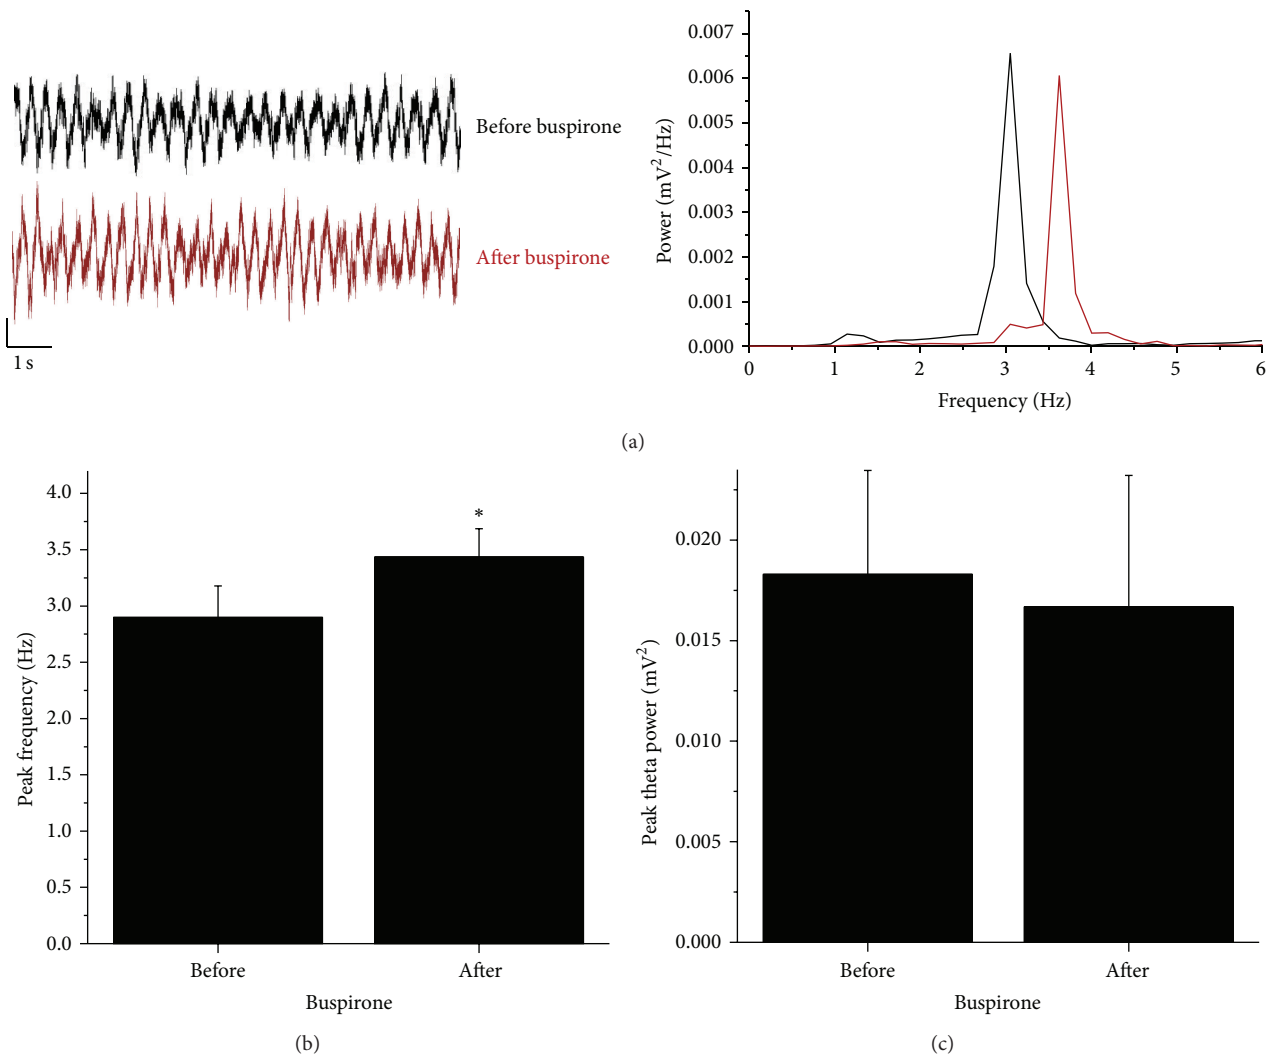 Before buspirone
After buspirone
1 s
0.007
0.006
0.005
0.004
0.003
0.002
0.001
0.000
Power (mV²/Hz)
0 1 2 3 4 5 6
Frequency (Hz)
(a)
4.0
3.5
3.0
2.5
2.0
1.5
1.0
0.5
0.0
Peak frequency (Hz)
*
Before After
Buspirone
(b)
0.020
0.015
0.010
0.005
0.000
Peak theta power (mV²)
Before After
Buspirone
(c)